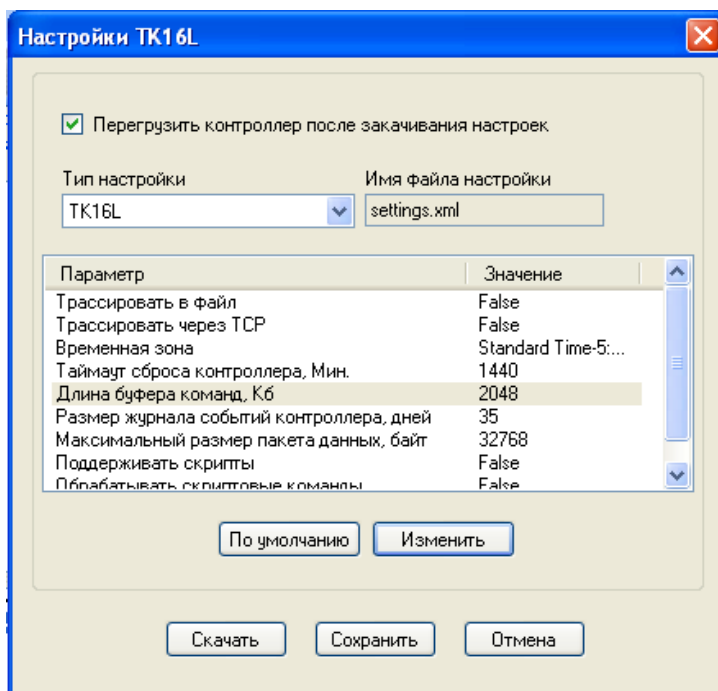 Настройки TK16L
Перегрузить контроллер после закачивания настроек
Тип настройки Имя файла настройки
TK16L settings.xml
Параметр Значение
Трассировать в файл False
Трассировать через TCP False
Временная зона Standard Time-5:...
Таймаут сброса контроллера, Мин. 1440
Длина буфера команд, Кб 2048
Размер журнала событий контроллера, дней 35
Максимальный размер пакета данных, байт 32768
Поддерживать скрипты False
Обрабатывать скриптовые команды False
По умолчанию Изменить
Скачать Сохранить Отмена